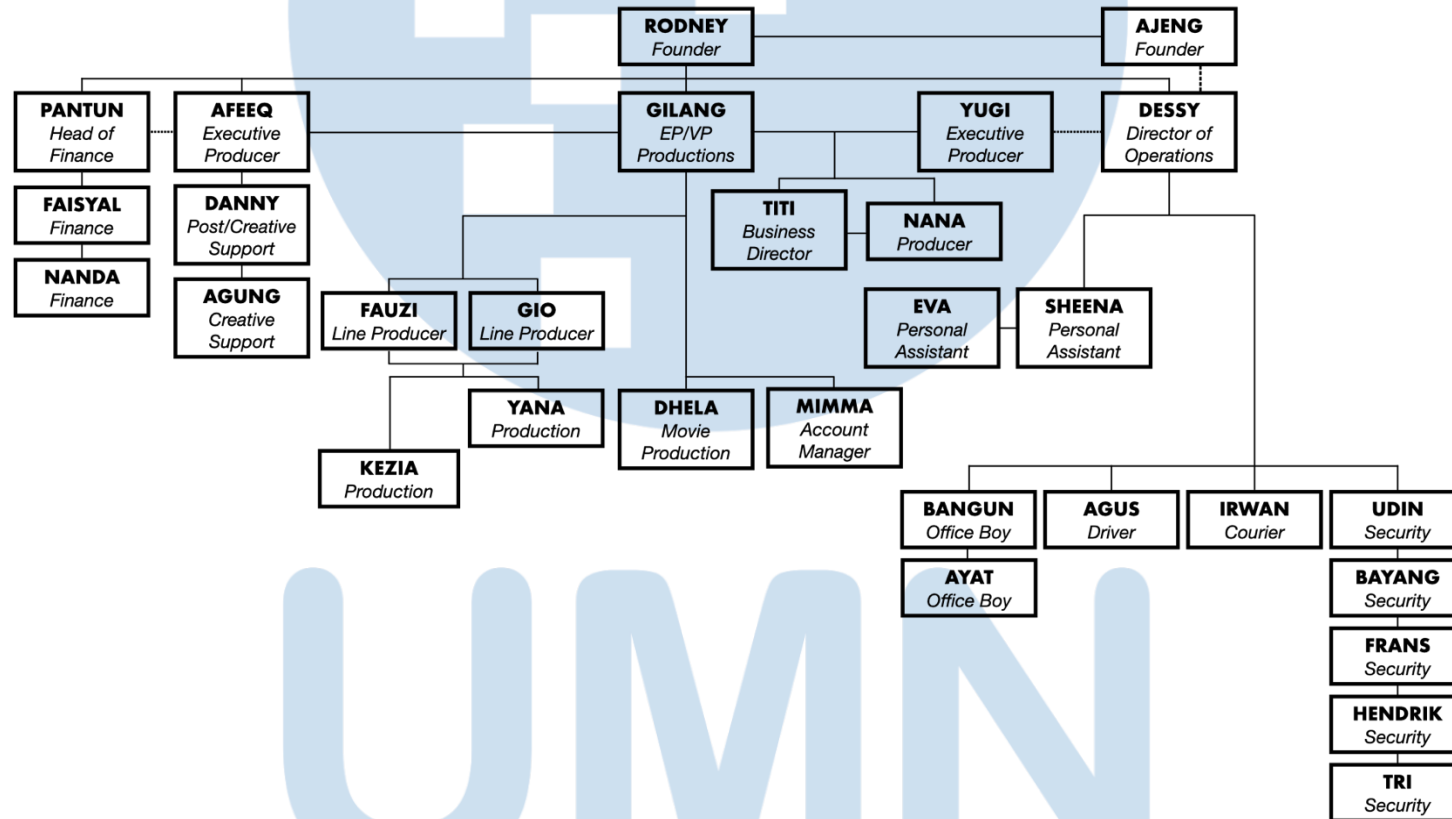 RODNEY
Founder
AJENG
Founder
PANTUN
Head of
Finance
AFEEQ
Executive
Producer
GILANG
EP/VP
Productions
YUGI
Executive
Producer
DESSY
Director of
Operations
FAISYAL
Finance
DANNY
Post/Creative
Support
TITI
Business
Director
NANA
Producer
NANDA
Finance
AGUNG
Creative
Support
FAUZI
Line Producer
GIO
Line Producer
EVA
Personal
Assistant
SHEENA
Personal
Assistant
YANA
Production
DHELA
Movie
Production
MIMMA
Account
Manager
KEZIA
Production
BANGUN
Office Boy
AGUS
Driver
IRWAN
Courier
UDIN
Security
AYAT
Office Boy
BAYANG
Security
FRANS
Security
HENDRIK
Security
TRI
Security
UMN